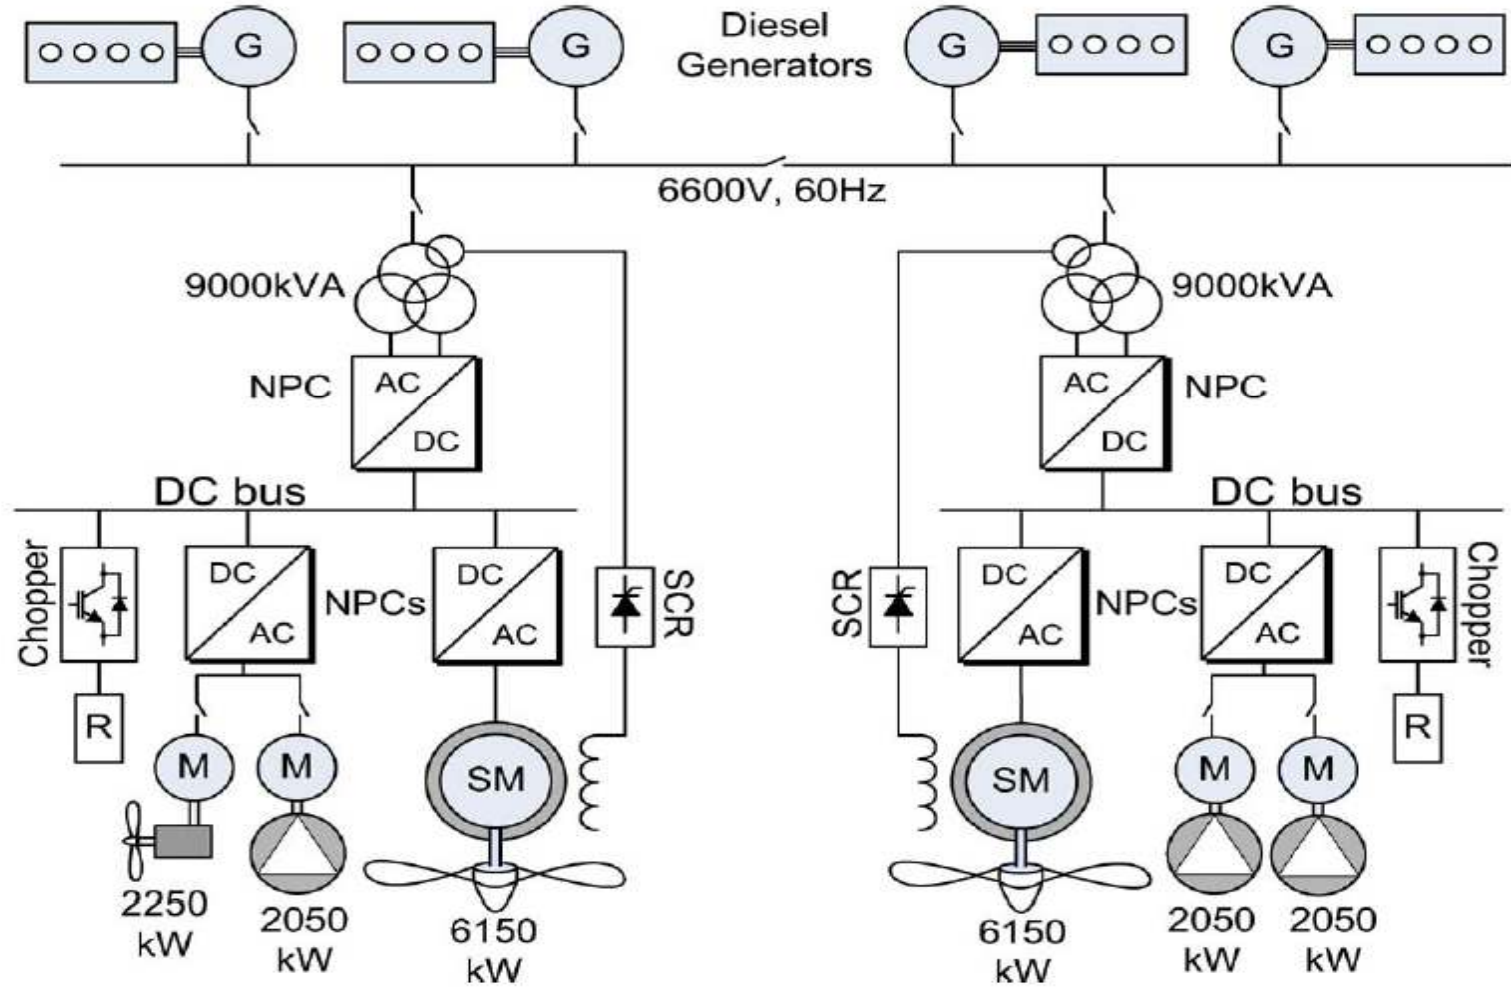 G
G
Diesel
Generators
G
G
6600V, 60Hz
9000kVA
9000kVA
NPC
AC
DC
AC
DC
NPC
DC bus
DC bus
Chopper
DC
AC
NPCs
DC
AC
SCR
SCR
DC
AC
NPCs
DC
AC
Chopper
R
R
M
M
SM
SM
M
M
2250
kW
2050
kW
6150
kW
6150
kW
2050
kW
2050
kW